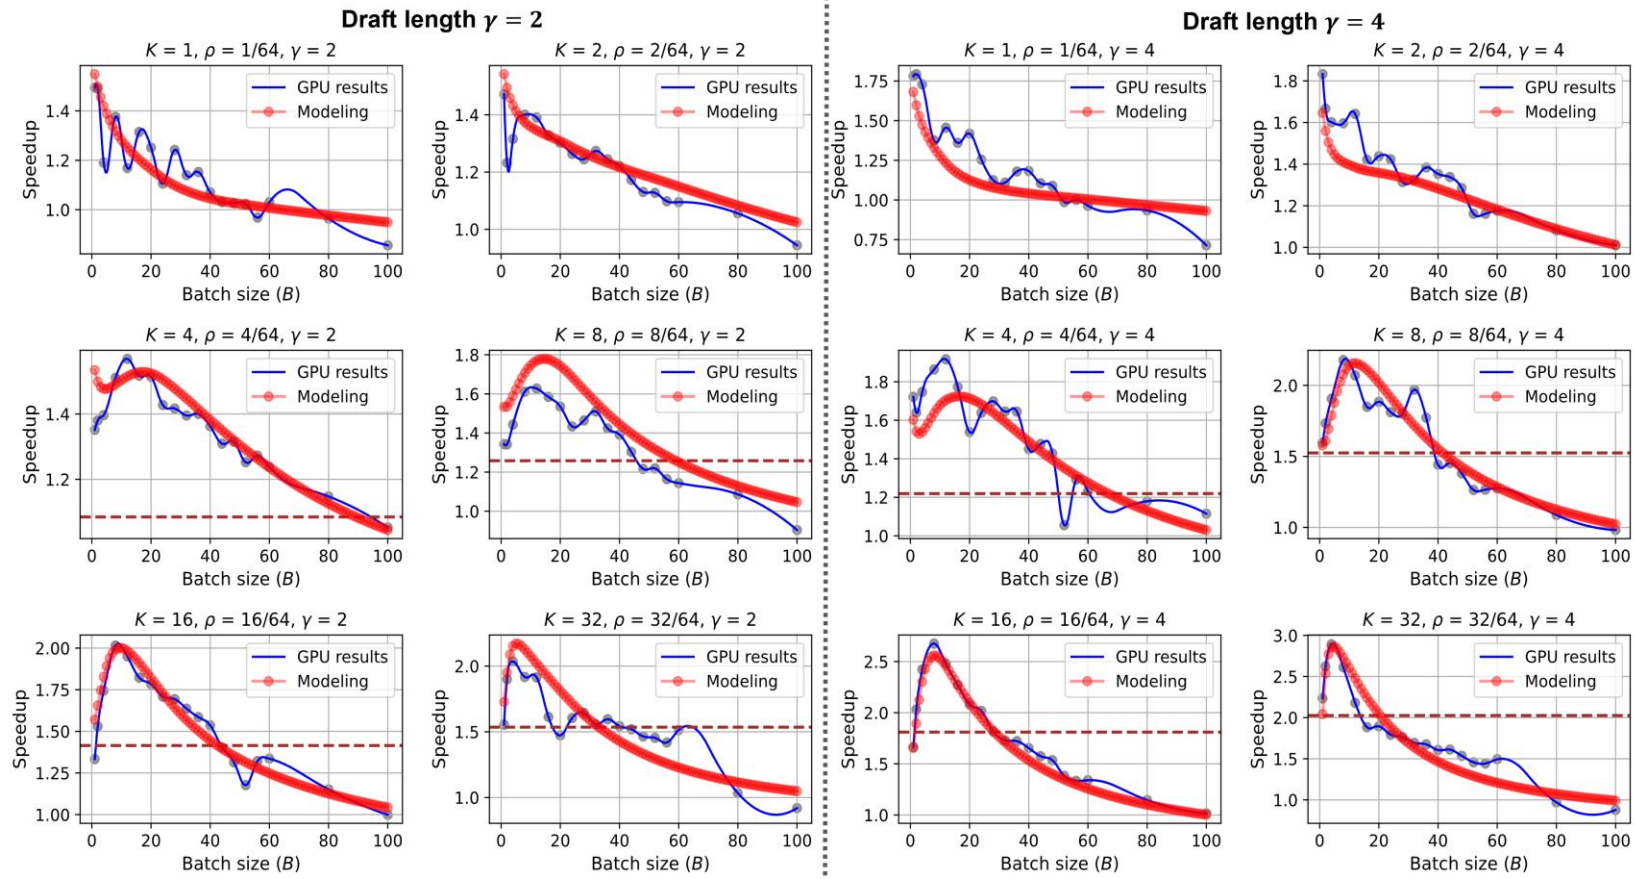 Draft length γ = 2
K = 1, ρ = 1/64, γ = 2
Speedup
1.4
1.2
1.0
GPU results
Modeling
0 20 40 60 80 100
Batch size (B)
K = 2, ρ = 2/64, γ = 2
Speedup
1.4
1.2
1.0
GPU results
Modeling
0 20 40 60 80 100
Batch size (B)
K = 4, ρ = 4/64, γ = 2
Speedup
1.4
1.2
GPU results
Modeling
0 20 40 60 80 100
Batch size (B)
K = 8, ρ = 8/64, γ = 2
Speedup
1.8
1.6
1.4
1.2
1.0
GPU results
Modeling
0 20 40 60 80 100
Batch size (B)
K = 16, ρ = 16/64, γ = 2
Speedup
2.00
1.75
1.50
1.25
1.00
GPU results
Modeling
0 20 40 60 80 100
Batch size (B)
K = 32, ρ = 32/64, γ = 2
Speedup
2.0
1.5
1.0
GPU results
Modeling
0 20 40 60 80 100
Batch size (B)
Draft length γ = 4
K = 1, ρ = 1/64, γ = 4
Speedup
1.75
1.50
1.25
1.00
0.75
GPU results
Modeling
0 20 40 60 80 100
Batch size (B)
K = 2, ρ = 2/64, γ = 4
Speedup
1.8
1.6
1.4
1.2
1.0
GPU results
Modeling
0 20 40 60 80 100
Batch size (B)
K = 4, ρ = 4/64, γ = 4
Speedup
1.8
1.6
1.4
1.2
1.0
GPU results
Modeling
0 20 40 60 80 100
Batch size (B)
K = 8, ρ = 8/64, γ = 4
Speedup
2.0
1.5
1.0
GPU results
Modeling
0 20 40 60 80 100
Batch size (B)
K = 16, ρ = 16/64, γ = 4
Speedup
2.5
2.0
1.5
1.0
GPU results
Modeling
0 20 40 60 80 100
Batch size (B)
K = 32, ρ = 32/64, γ = 4
Speedup
3.0
2.5
2.0
1.5
1.0
GPU results
Modeling
0 20 40 60 80 100
Batch size (B)